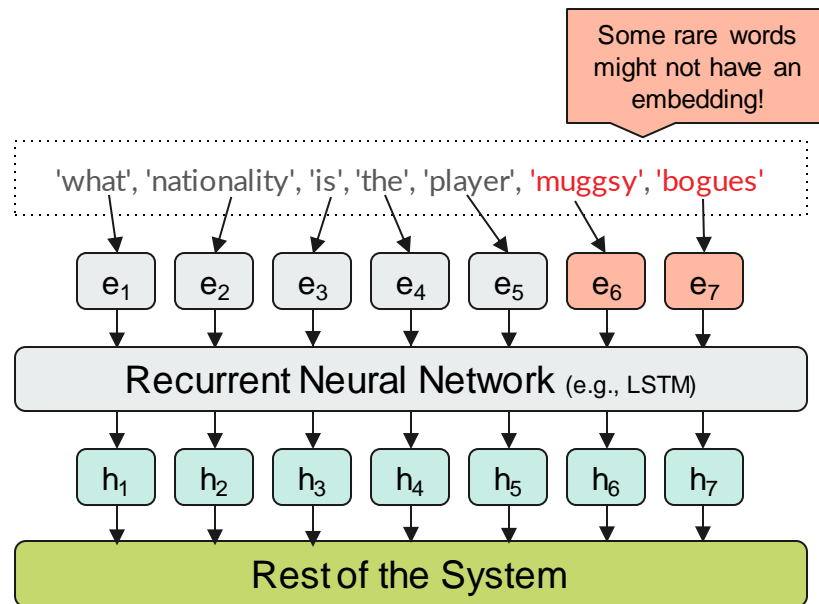 Some rare words
might not have an
embedding!
'what', 'nationality', 'is', 'the', 'player', 'muggsy', 'bogues'
e₁ e₂ e₃ e₄ e₅ e₆ e₇
Recurrent Neural Network (e.g., LSTM)
h₁ h₂ h₃ h₄ h₅ h₆ h₇
Rest of the System